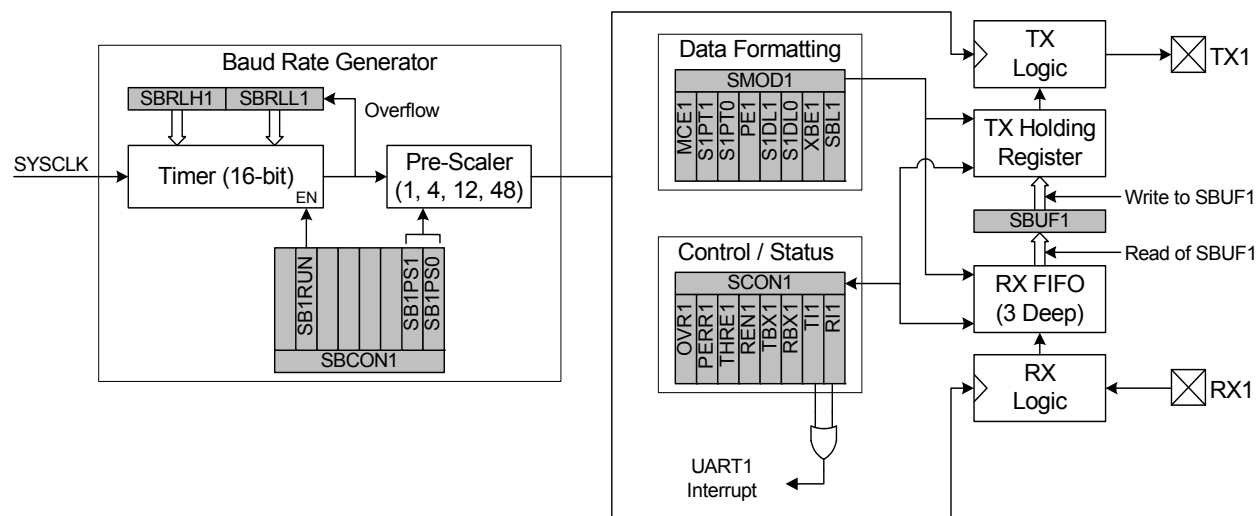 Baud Rate Generator
SBRLH1 SBRLL1
Overflow
SYSCLK
Timer (16-bit)
EN
Pre-Scaler
(1, 4, 12, 48)
SB1RUN
SB1PS1
SB1PS0
SBCON1
Data Formatting
SMOD1
MCE1
S1PT1
S1PT0
PE1
S1DL1
S1DL0
XBE1
SBL1
Control / Status
SCON1
OVR1
PERR1
THRE1
REN1
TBX1
RBX1
TI1
RI1
UART1
Interrupt
TX
Logic
TX1
TX Holding
Register
Write to SBUF1
SBUF1
Read of SBUF1
RX FIFO
(3 Deep)
RX
Logic
RX1